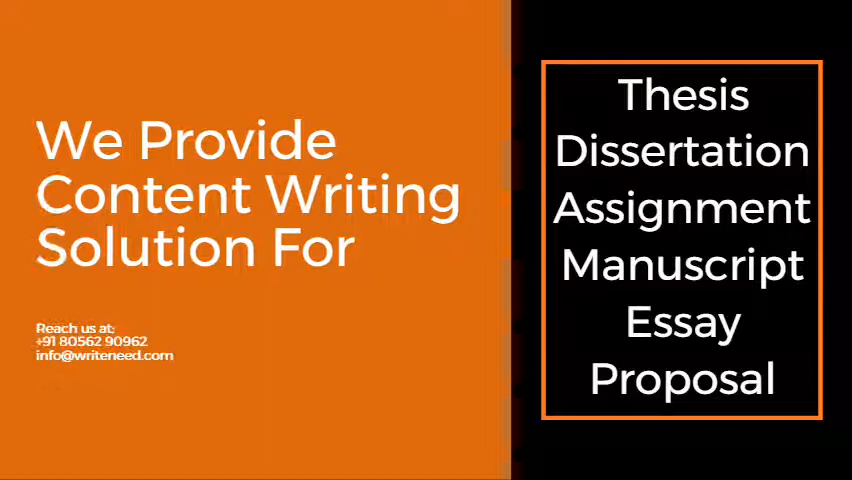 We Provide
Content Writing
Solution For
Reach us at:
+91 80562 90962
info@writeneed.com
Thesis
Dissertation
Assignment
Manuscript
Essay
Proposal